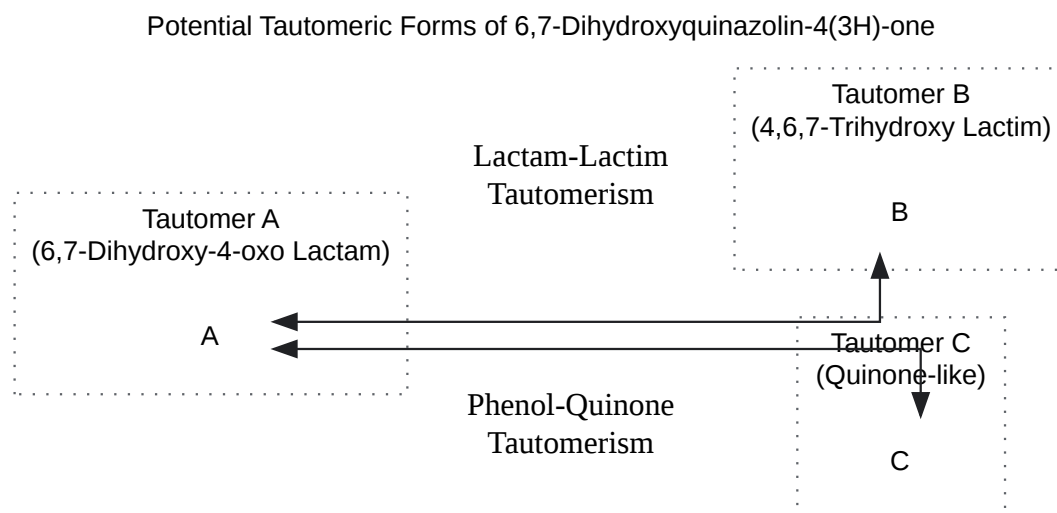 Potential Tautomeric Forms of 6,7-Dihydroxyquinazolin-4(3H)-one
Tautomer B
(4,6,7-Trihydroxy Lactim)
B
Lactam-Lactim
Tautomerism
Tautomer A
(6,7-Dihydroxy-4-oxo Lactam)
A
Tautomer C
(Quinone-like)
C
Phenol-Quinone
Tautomerism